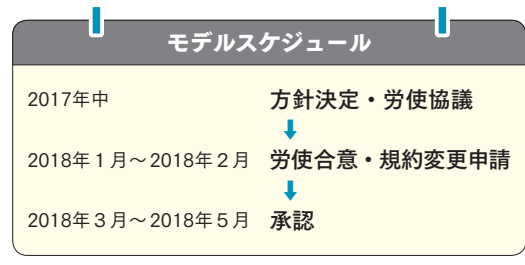 モデルスケジュール
2017年中 方針決定・労使協議
⬇
2018年1月～2018年2月 労使合意・規約変更申請
⬇
2018年3月～2018年5月 承認